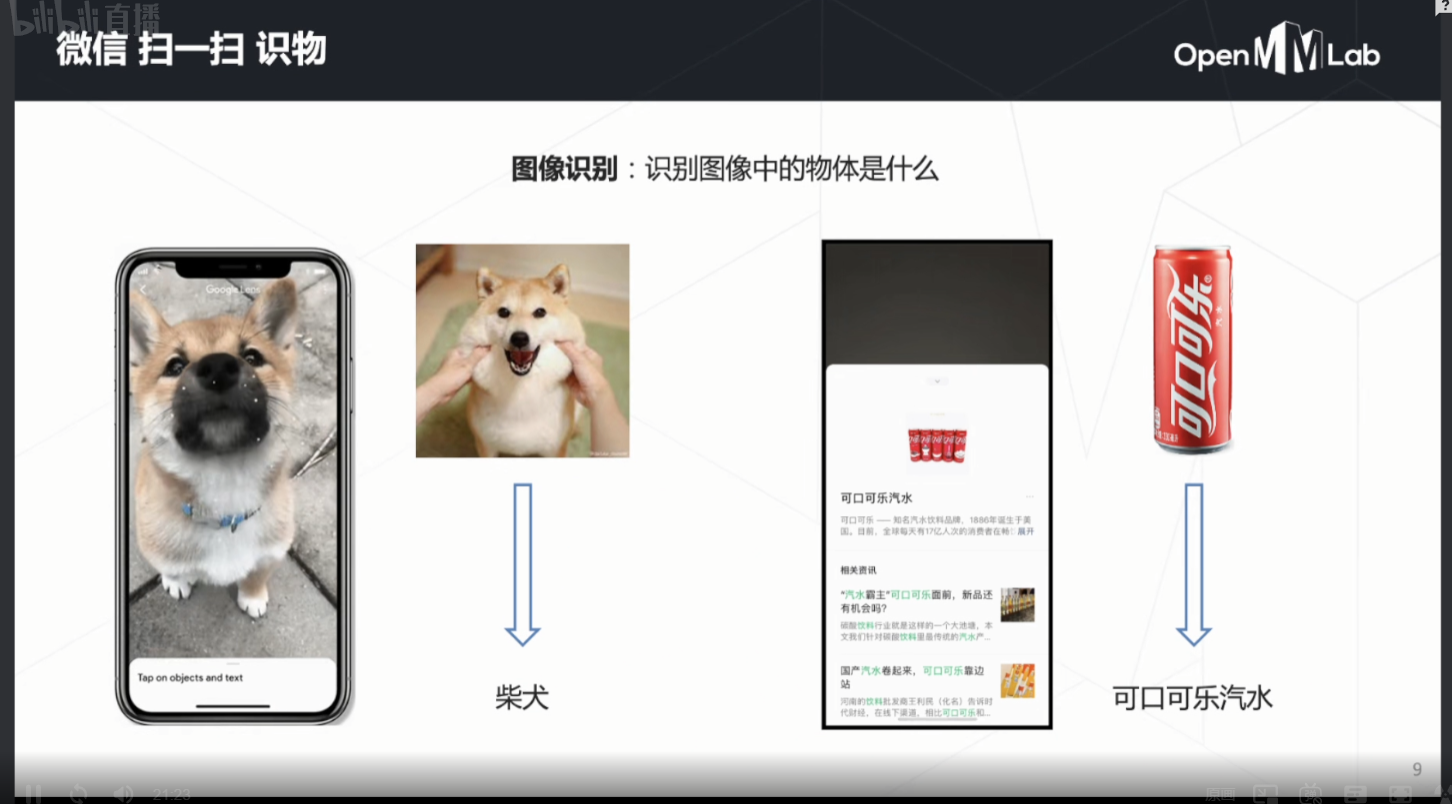 bilibili直播
微信 扫一扫 识物
OpenMMLab
图像识别：识别图像中的物体是什么
Google Lens
Tap on objects and text
柴犬
可口可乐汽水
可口可乐 —— 知名汽水饮料品牌，1886年诞生于美
国。目前，全球每天有17亿人次的消费者在畅：展开
相关资讯
“汽水霸主”可口可乐面前，新品还
有机会吗？
碳酸饮料行业就是这样的一个大池塘，本
文我们针对碳酸饮料里最传统的汽水产...
国产汽水卷起来，可口可乐靠边
站
河南的饮料批发商王利民（化名）告诉时
代财经，在线下渠道，相比可口可乐和...
可口可乐
汽水
可口可乐汽水
9
21:23
原画